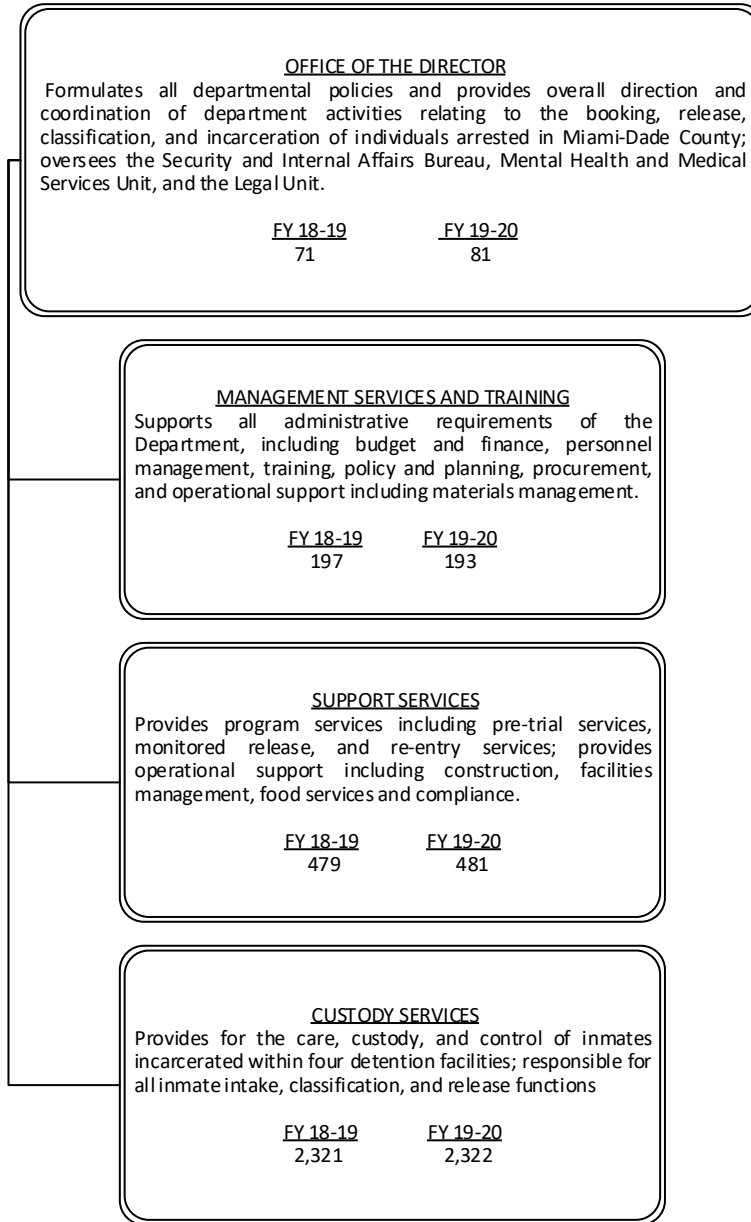 OFFICE OF THE DIRECTOR
Formulates all departmental policies and provides overall direction and
coordination of department activities relating to the booking, release,
classification, and incarceration of individuals arrested in Miami-Dade County;
oversees the Security and Internal Affairs Bureau, Mental Health and Medical
Services Unit, and the Legal Unit.
FY 18-19 FY 19-20
71 81
MANAGEMENT SERVICES AND TRAINING
Supports all administrative requirements of the
Department, including budget and finance, personnel
management, training, policy and planning, procurement,
and operational support including materials management.
FY 18-19 FY 19-20
197 193
SUPPORT SERVICES
Provides program services including pre-trial services,
monitored release, and re-entry services; provides
operational support including construction, facilities
management, food services and compliance.
FY 18-19 FY 19-20
479 481
CUSTODY SERVICES
Provides for the care, custody, and control of inmates
incarcerated within four detention facilities; responsible for
all inmate intake, classification, and release functions
FY 18-19 FY 19-20
2,321 2,322